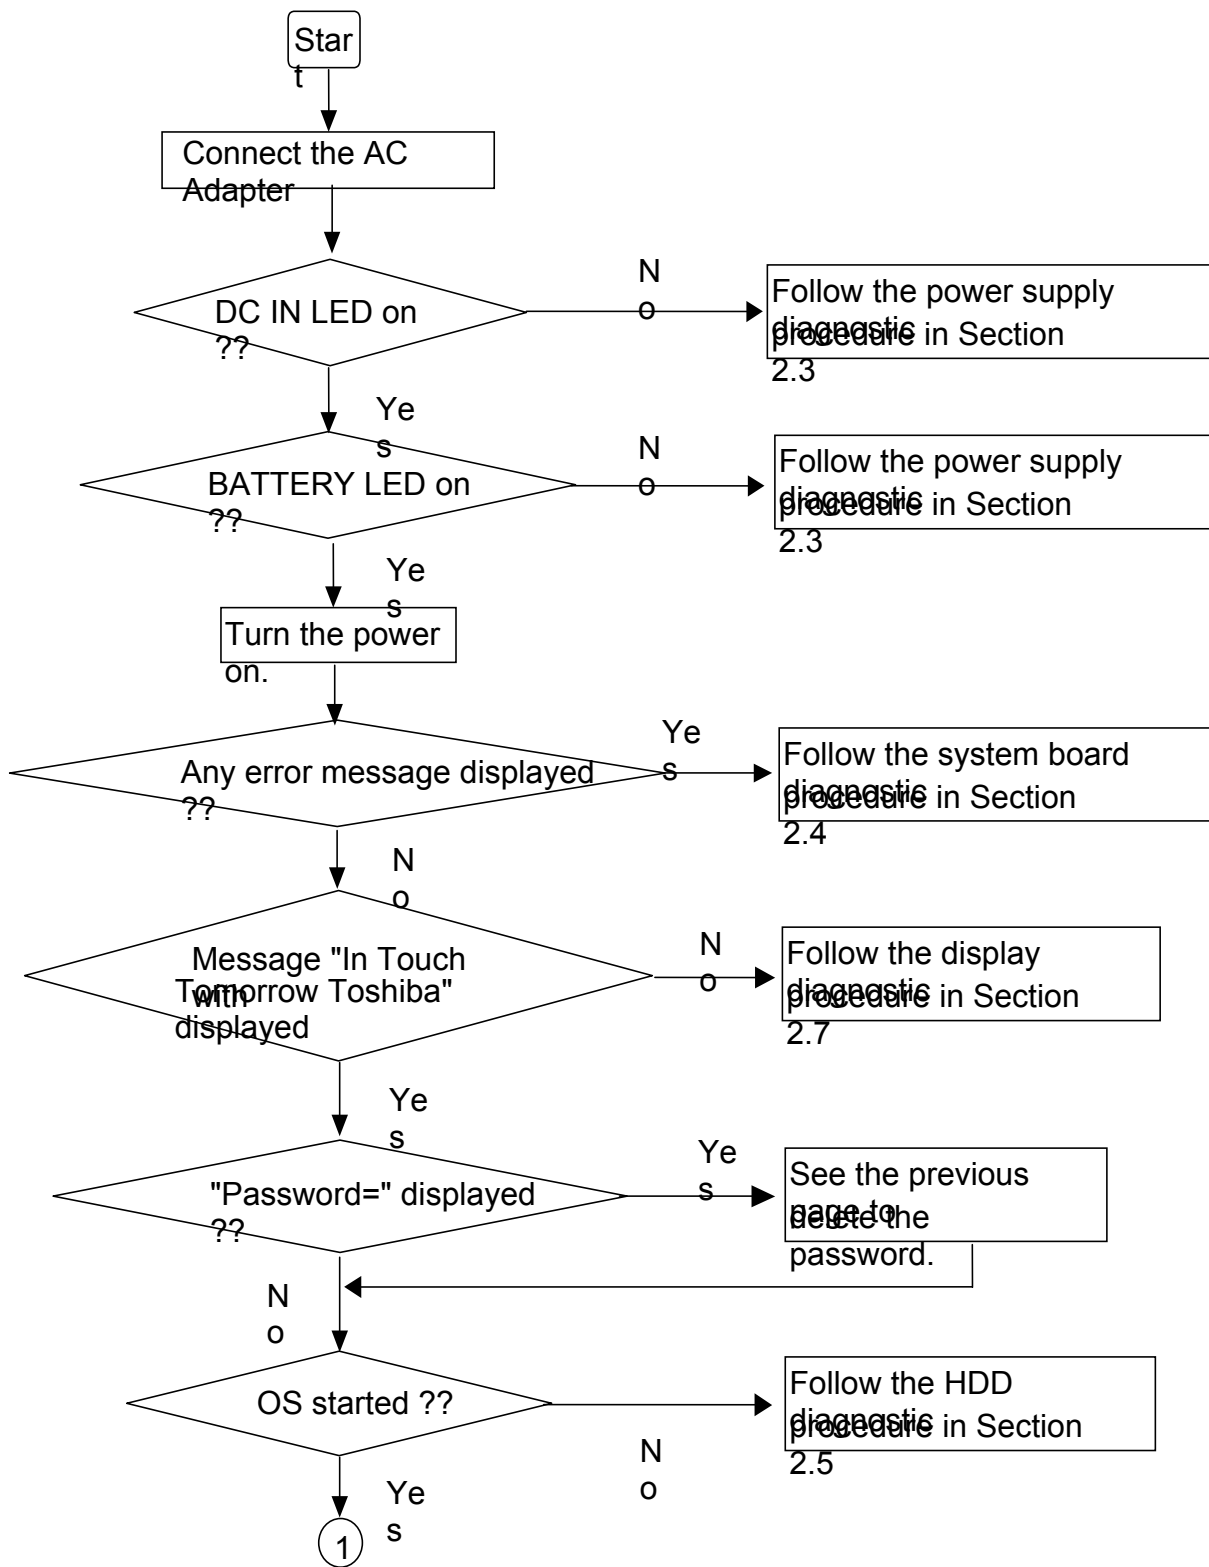 Star
t
Connect the AC
Adapter
DC IN LED on
??
N
o
Follow the power supply
diagnostic
procedure in Section
2.3
Ye
s
BATTERY LED on
??
N
o
Follow the power supply
diagnostic
procedure in Section
2.3
Ye
s
Turn the power
on.
Any error message displayed
??
Ye
s
Follow the system board
diagnostic
procedure in Section
2.4
N
o
Message "In Touch
with
Tomorrow Toshiba"
displayed
N
o
Follow the display
diagnostic
procedure in Section
2.7
Ye
s
"Password=" displayed
??
Ye
s
See the previous
page to
delete the
password.
N
o
OS started ??
Follow the HDD
diagnostic
procedure in Section
2.5
N
o
Ye
s
1